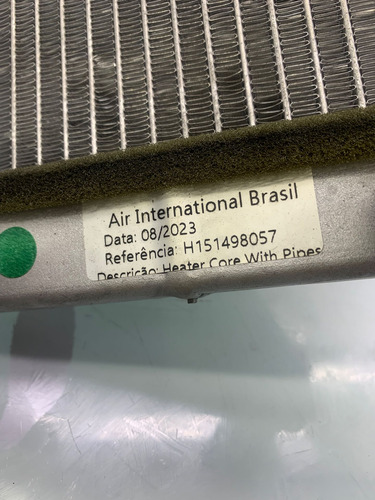 Air International Brasil
Data: 08/2023
Referência: H151498057
Descrição: Heater Core With Pipes